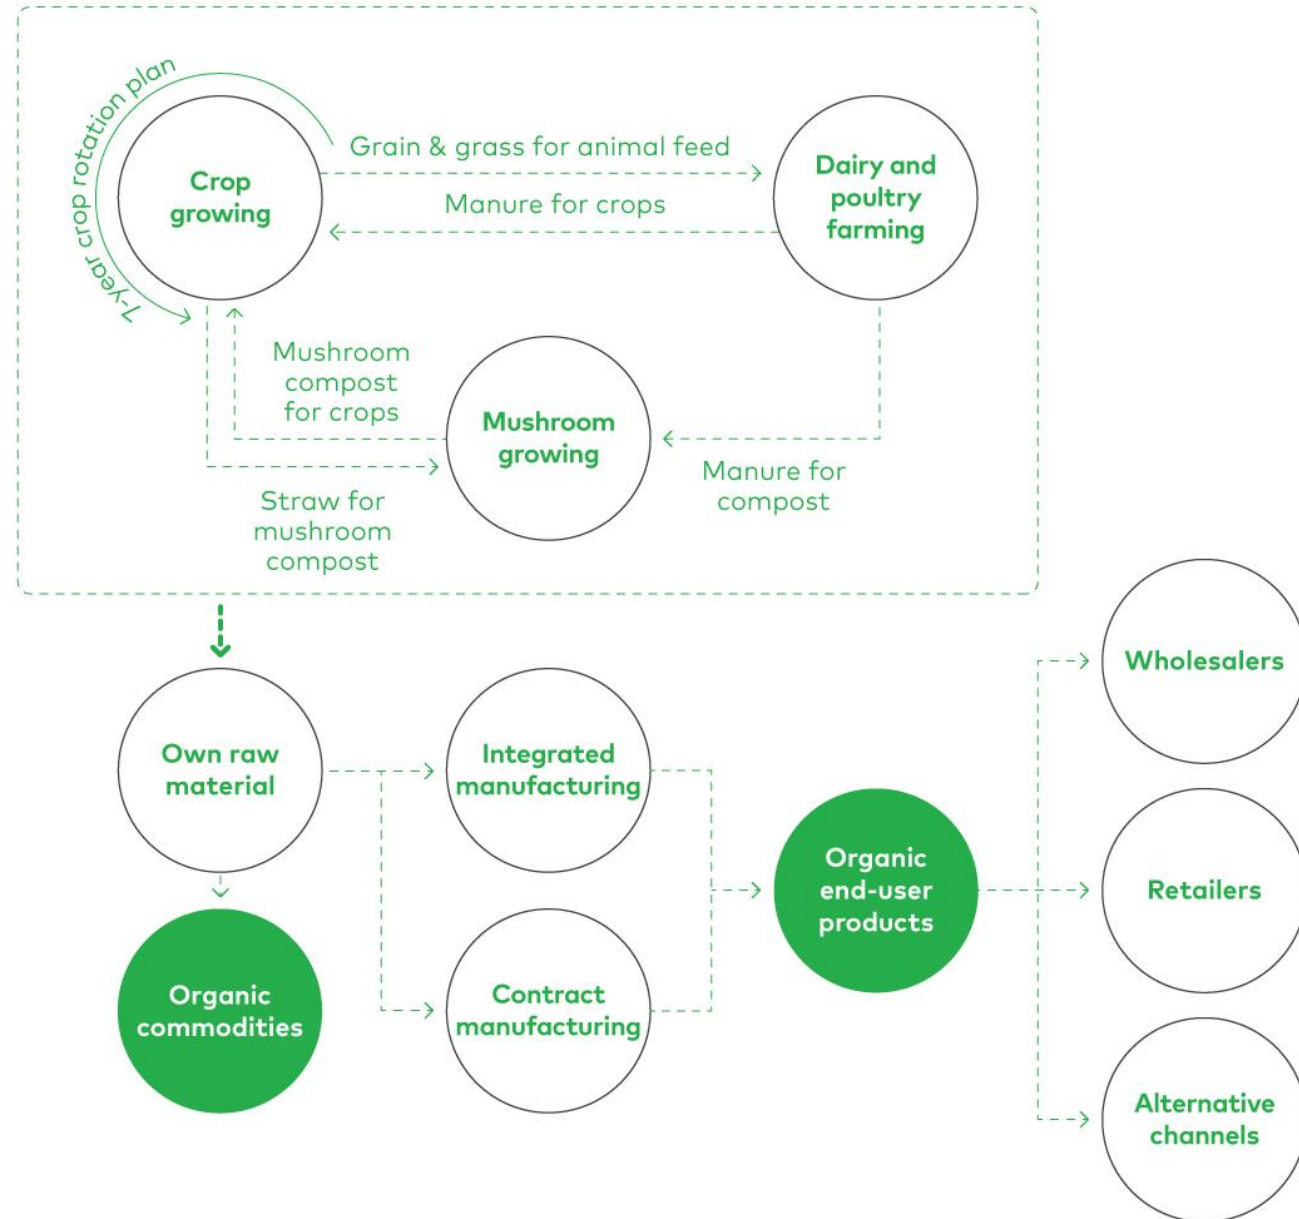 7-year crop rotation plan
Crop
growing
Grain & grass for animal feed
Manure for crops
Dairy and
poultry
farming
Mushroom
compost
for crops
Mushroom
growing
Manure for
compost
Straw for
mushroom
compost
Wholesalers
Own raw
material
Integrated
manufacturing
Organic
end-user
products
Retailers
Organic
commodities
Contract
manufacturing
Alternative
channels